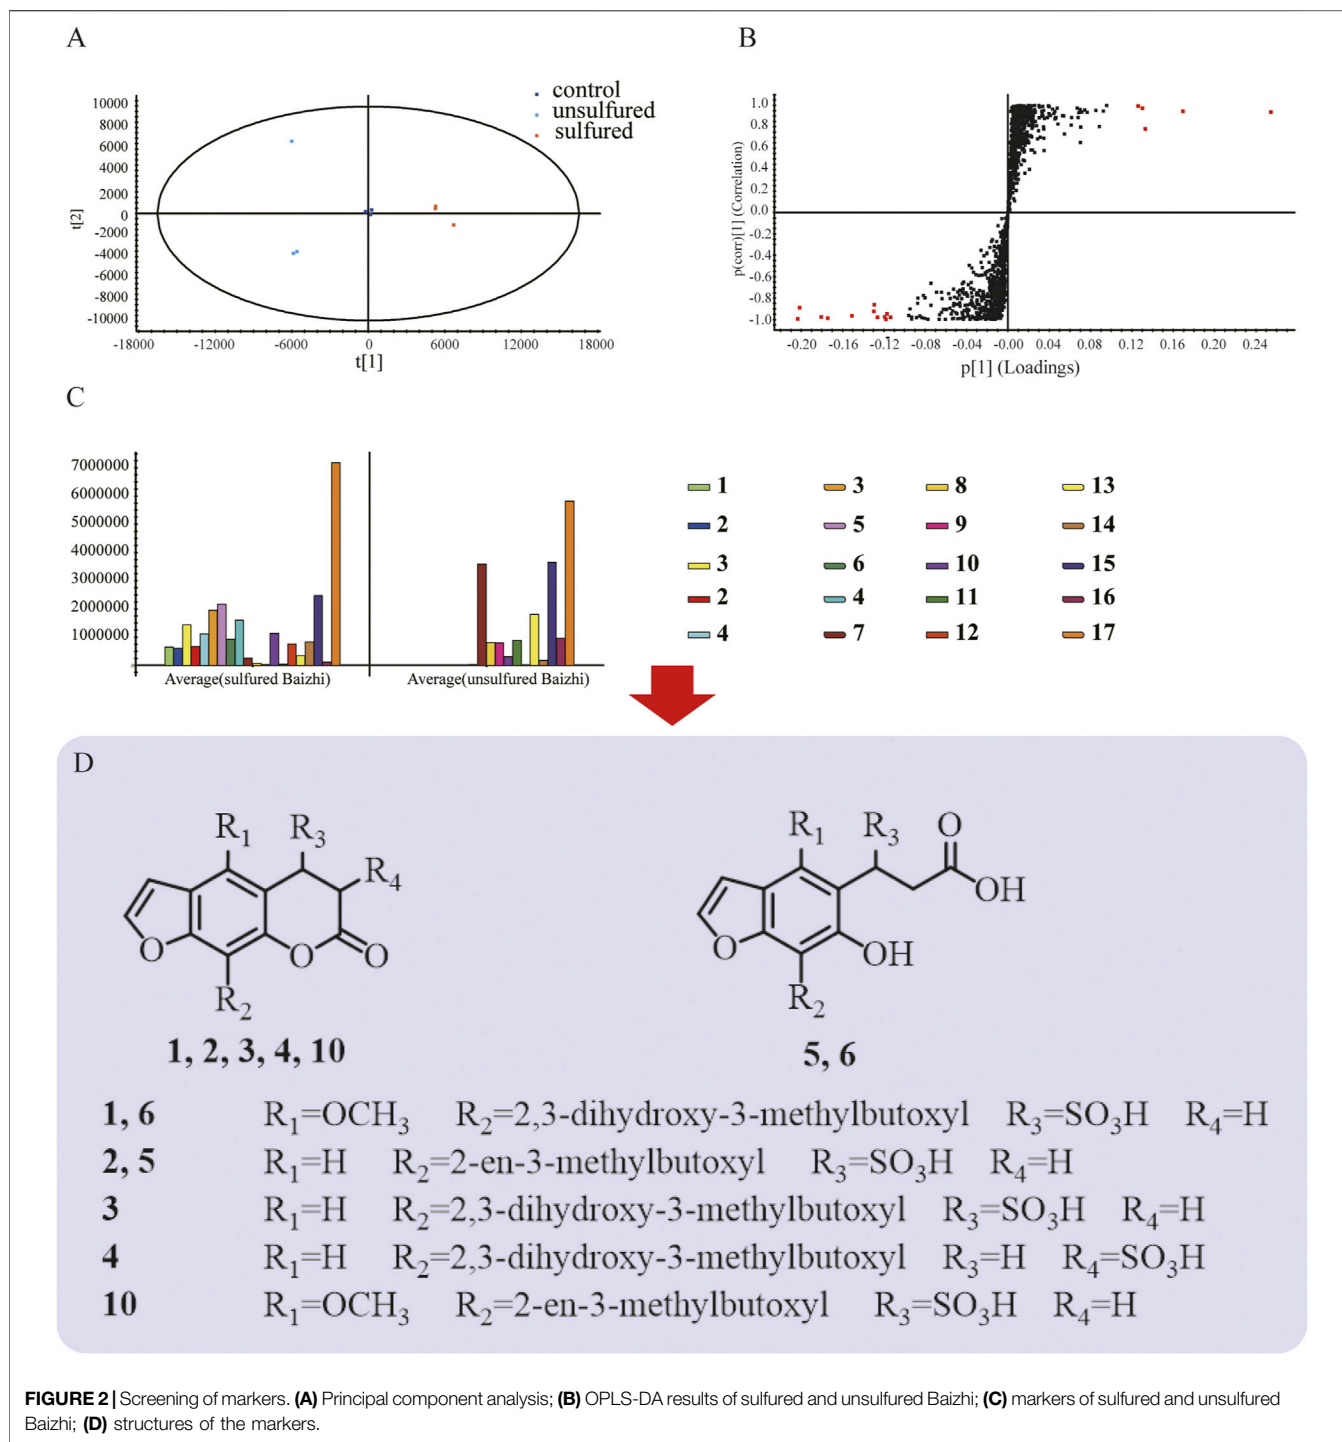 A
control
unsulfured
sulfured
10000
8000
6000
4000
2000
0
-2000
-4000
-6000
-8000
-10000
t[2]
-18000 -12000 -6000 0 6000 12000 18000
t[1]
B
1.0
0.8
0.6
0.4
0.2
0.0
-0.2
-0.4
-0.6
-0.8
-1.0
p(corr)[1] (Correlation)
-0.20 -0.16 -0.12 -0.08 -0.04 -0.00 0.04 0.08 0.12 0.16 0.20 0.24
p[1] (Loadings)
C
7000000
6000000
5000000
4000000
3000000
2000000
1000000
Average(sulfured Baizhi) Average(unsulfured Baizhi)
1 3 8 13
2 5 9 14
3 6 10 15
2 4 11 16
4 7 12 17
D
R1 R3 R4 O O O R2
1, 2, 3, 4, 10
R1 R3 O OH O OH R2
5, 6
1, 6 R1=OCH3 R2=2,3-dihydroxy-3-methylbutoxyl R3=SO3H R4=H
2, 5 R1=H R2=2-en-3-methylbutoxyl R3=SO3H R4=H
3 R1=H R2=2,3-dihydroxy-3-methylbutoxyl R3=SO3H R4=H
4 R1=H R2=2,3-dihydroxy-3-methylbutoxyl R3=H R4=SO3H
10 R1=OCH3 R2=2-en-3-methylbutoxyl R3=SO3H R4=H
FIGURE 2 | Screening of markers. (A) Principal component analysis; (B) OPLS-DA results of sulfured and unsulfured Baizhi; (C) markers of sulfured and unsulfured
Baizhi; (D) structures of the markers.